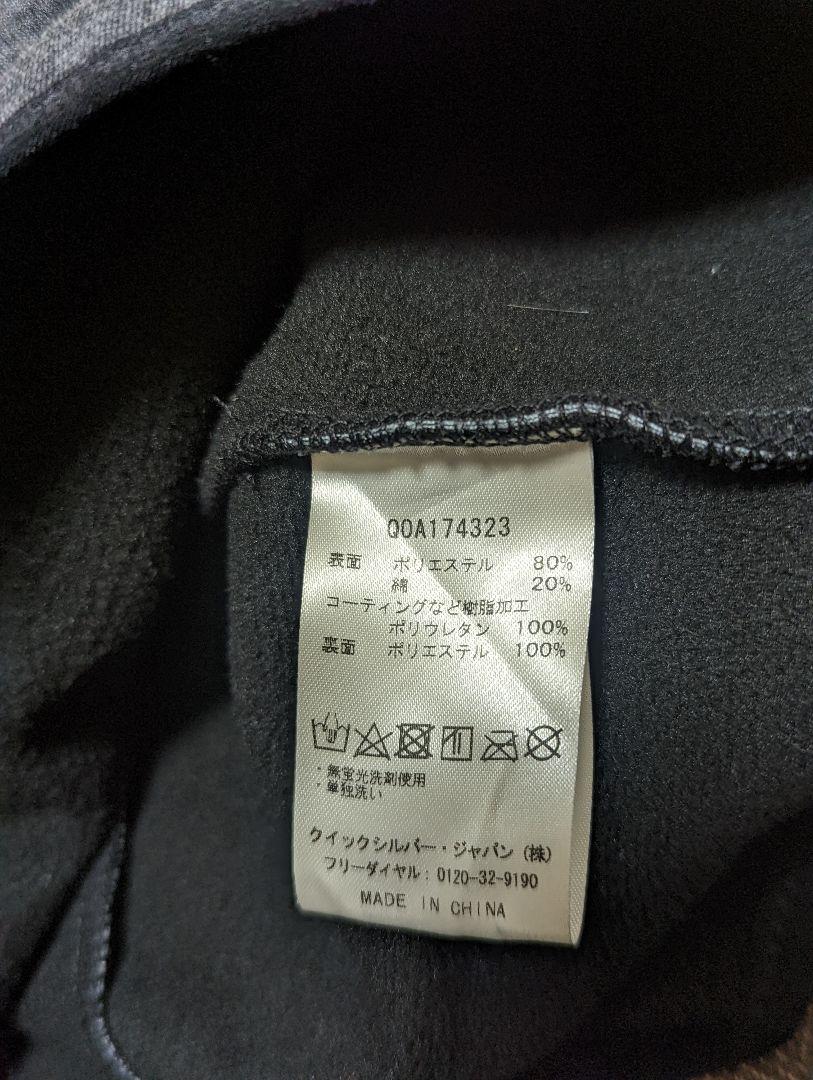 QOA174323
表面 ポリエステル 80%
綿 20%
コーティングなど樹脂加工
ポリウレタン 100%
裏面 ポリエステル 100%
・無蛍光洗剤使用
・単独洗い
クイックシルバー・ジャパン(株)
フリーダイヤル：0120-32-9190
MADE IN CHINA